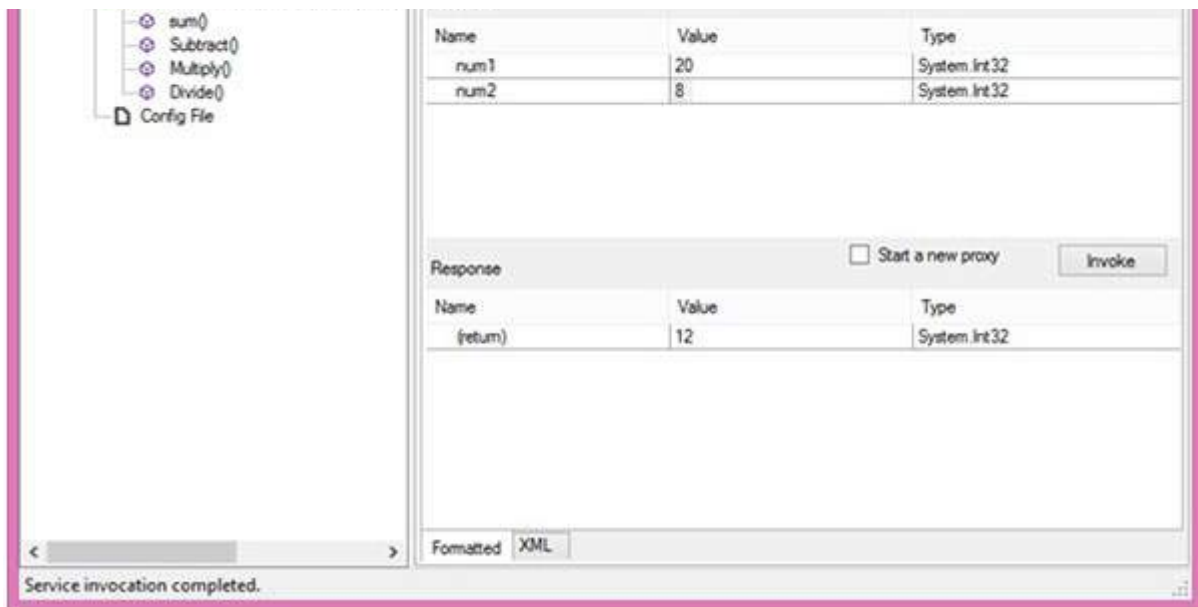 sum()
Subtract()
Multiply()
Divide()
Config File
Name Value Type
num1 20 System.Int32
num2 8 System.Int32
Response Start a new proxy Invoke
Name Value Type
(return) 12 System.Int32
Formatted XML
Service invocation completed.